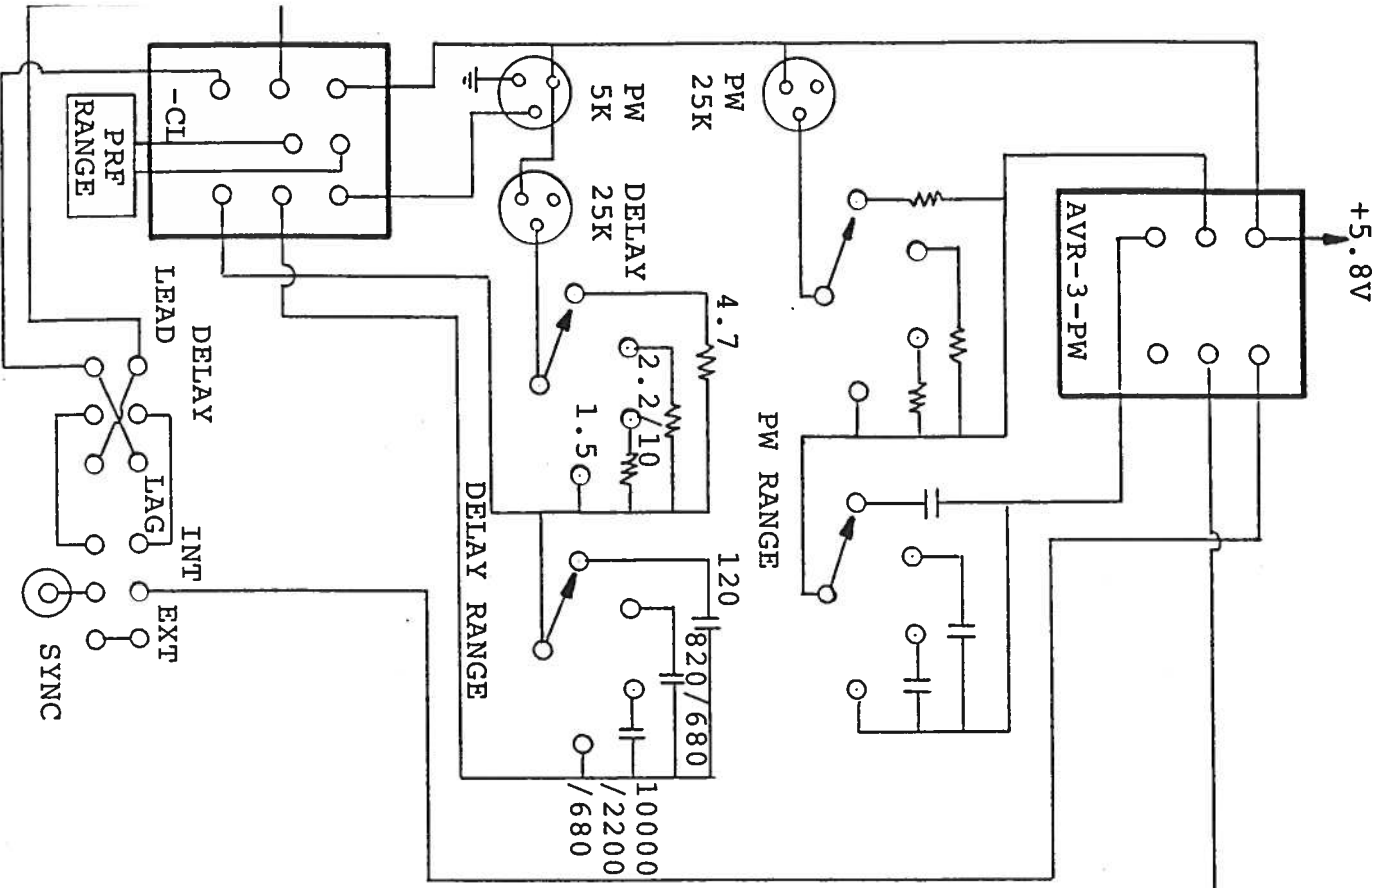 +5.8V
AVR-3-PW
PW
25K
PW
5K
-CL
PRF
RANGE
DELAY
25K
4.7
2.2/10
1.5
PW RANGE
DELAY RANGE
120
820/680
10000
/2200
/680
DELAY
LEAD
LAG
INT
EXT
SYNC